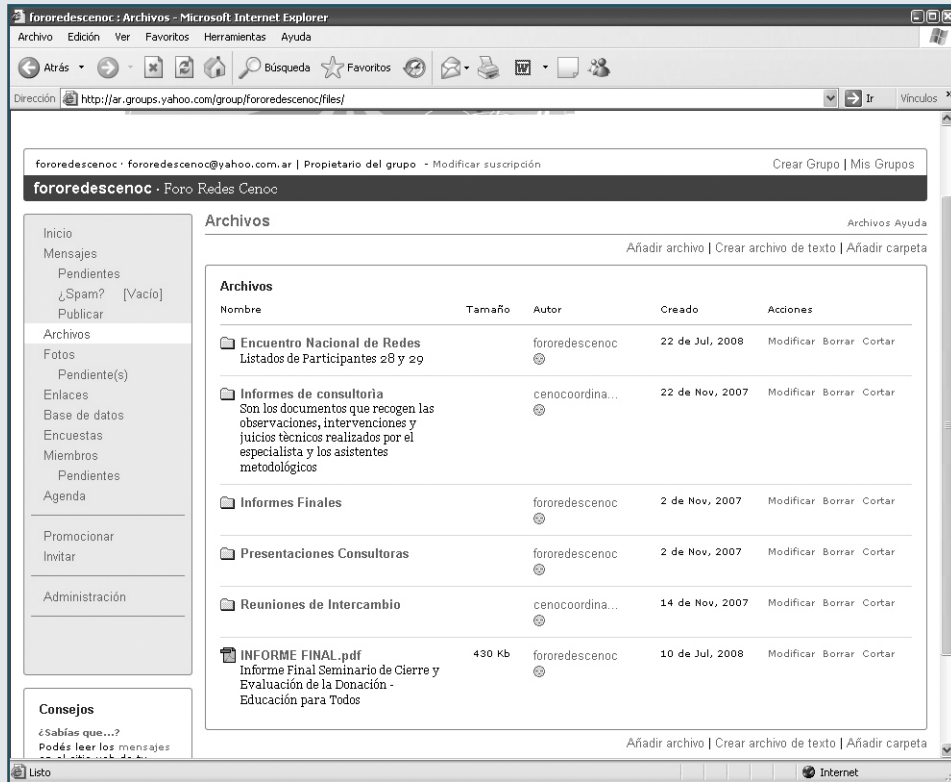 fororedescenoc : Archivos - Microsoft Internet Explorer
Archivo Edición Ver Favoritos Herramientas Ayuda
Atrás Búsqueda Favoritos
Dirección http://ar.groups.yahoo.com/group/fororedescenoc/files/ Ir Vínculos
fororedescenoc · fororedescenoc@yahoo.com.ar | Propietario del grupo - Modificar suscripción Crear Grupo | Mis Grupos
fororedescenoc · Foro Redes Cenoc
Inicio
Mensajes
Pendientes
¿Spam? [Vacío]
Publicar
Archivos
Fotos
Pendiente(s)
Enlaces
Base de datos
Encuestas
Miembros
Pendientes
Agenda
Promocionar
Invitar
Administración
Consejos
¿Sabías que...?
Podés leer los mensajes
Archivos Archivos Ayuda
Añadir archivo | Crear archivo de texto | Añadir carpeta
Archivos
Nombre Tamaño Autor Creado Acciones
Encuentro Nacional de Redes fororedescenoc 22 de Jul, 2008 Modificar Borrar Cortar
Listados de Participantes 28 y 29
Informes de consultorìa cenocoordina... 22 de Nov, 2007 Modificar Borrar Cortar
Son los documentos que recogen las
observaciones, intervenciones y
juicios tècnicos realizados por el
especialista y los asistentes
metodológicos
Informes Finales fororedescenoc 2 de Nov, 2007 Modificar Borrar Cortar
Presentaciones Consultoras fororedescenoc 2 de Nov, 2007 Modificar Borrar Cortar
Reuniones de Intercambio cenocoordina... 14 de Nov, 2007 Modificar Borrar Cortar
INFORME FINAL.pdf 430 Kb fororedescenoc 10 de Jul, 2008 Modificar Borrar Cortar
Informe Final Seminario de Cierre y
Evaluación de la Donación -
Educación para Todos
Añadir archivo | Crear archivo de texto | Añadir carpeta
Listo Internet